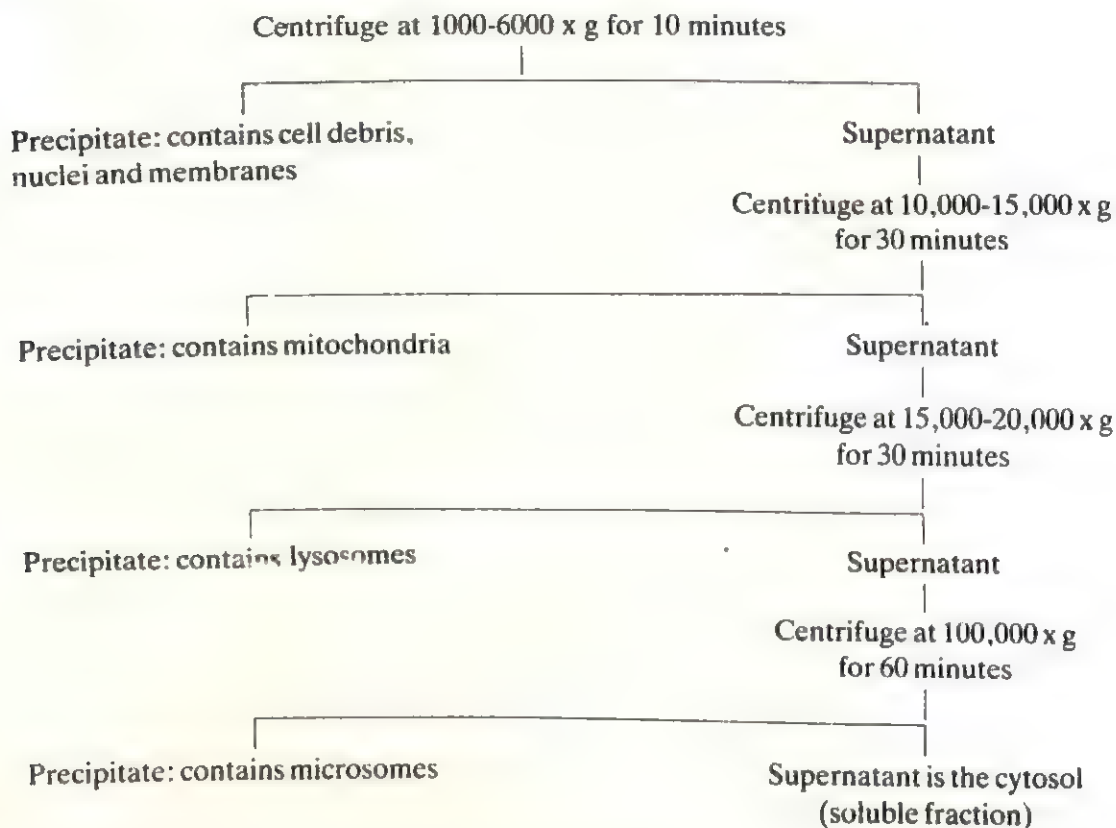 Centrifuge at 1000-6000 x g for 10 minutes
Precipitate: contains cell debris,
nuclei and membranes
Supernatant
Centrifuge at 10,000-15,000 x g
for 30 minutes
Precipitate: contains mitochondria
Supernatant
Centrifuge at 15,000-20,000 x g
for 30 minutes
Precipitate: contains lysosomes
Supernatant
Centrifuge at 100,000 x g
for 60 minutes
Precipitate: contains microsomes
Supernatant is the cytosol
(soluble fraction)